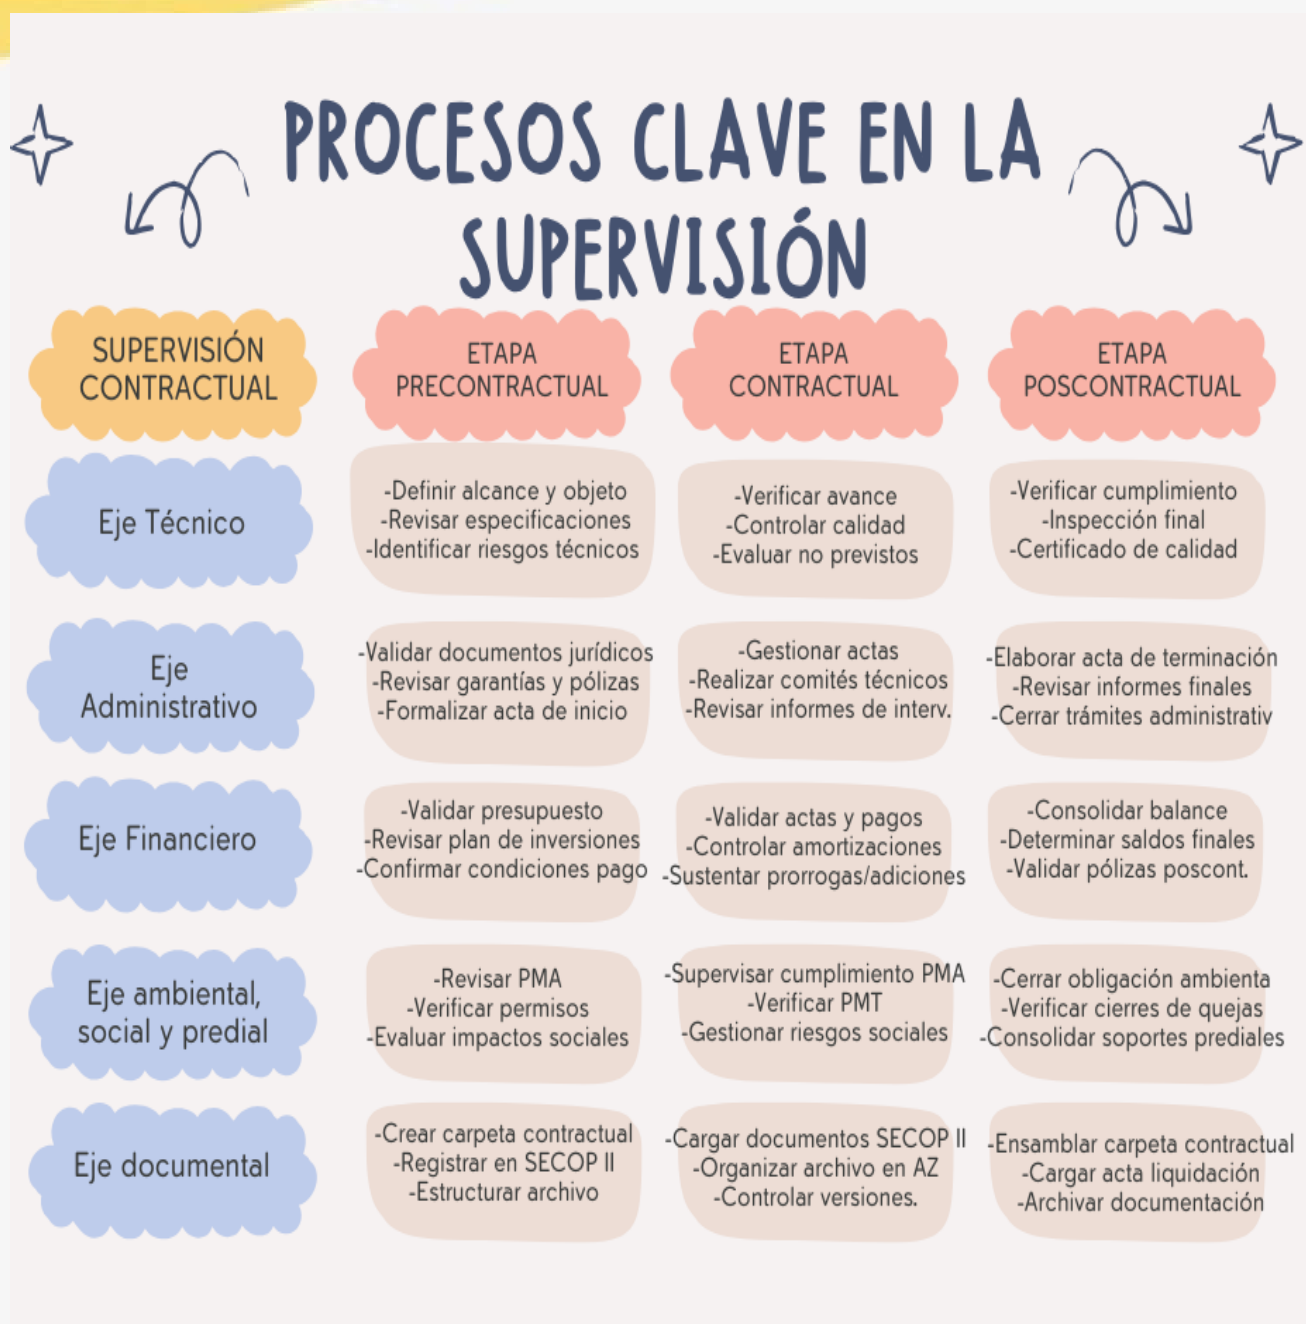 PROCESOS CLAVE EN LA
SUPERVISIÓN
SUPERVISIÓN
CONTRACTUAL
ETAPA
PRECONTRACTUAL
ETAPA
CONTRACTUAL
ETAPA
POSCONTRACTUAL
Eje Técnico
-Definir alcance y objeto
-Revisar especificaciones
-Identificar riesgos técnicos
-Verificar avance
-Controlar calidad
-Evaluar no previstos
-Verificar cumplimiento
-Inspección final
-Certificado de calidad
Eje
Administrativo
-Validar documentos jurídicos
-Revisar garantías y pólizas
-Formalizar acta de inicio
-Gestionar actas
-Realizar comités técnicos
-Revisar informes de interv.
-Elaborar acta de terminación
-Revisar informes finales
-Cerrar trámites administrativ
Eje Financiero
-Validar presupuesto
-Revisar plan de inversiones
-Confirmar condiciones pago
-Validar actas y pagos
-Controlar amortizaciones
-Sustentar prorrogas/adiciones
-Consolidar balance
-Determinar saldos finales
-Validar pólizas poscont.
Eje ambiental,
social y predial
-Revisar PMA
-Verificar permisos
-Evaluar impactos sociales
-Supervisar cumplimiento PMA
-Verificar PMT
-Gestionar riesgos sociales
-Cerrar obligación ambienta
-Verificar cierres de quejas
-Consolidar soportes prediales
Eje documental
-Crear carpeta contractual
-Registrar en SECOP II
-Estructurar archivo
-Cargar documentos SECOP II
-Organizar archivo en AZ
-Controlar versiones.
-Ensamblar carpeta contractual
-Cargar acta liquidación
-Archivar documentación